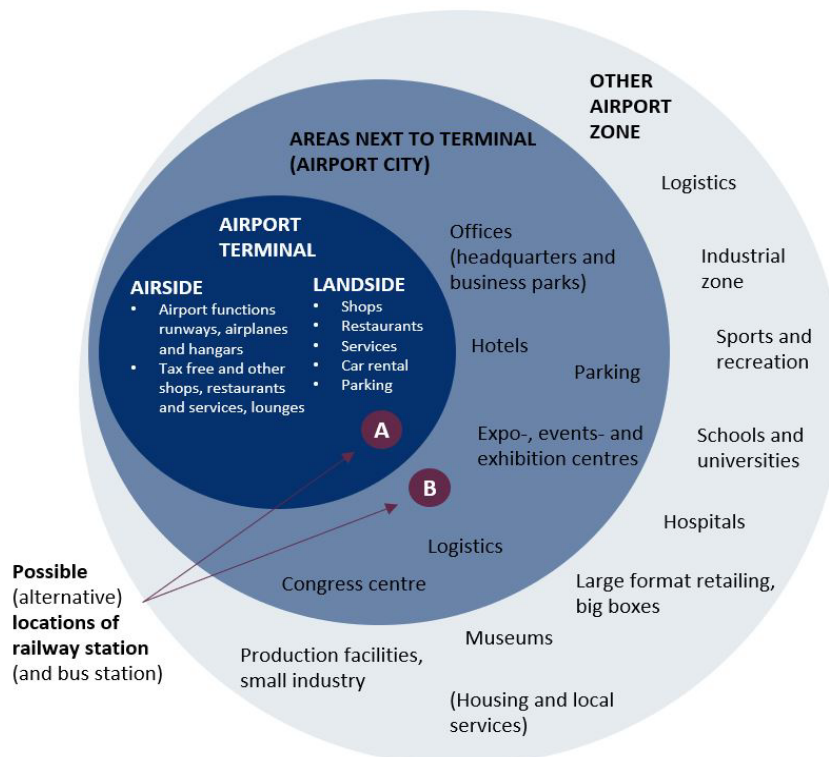 OTHER
AIRPORT
ZONE
AREAS NEXT TO TERMINAL
(AIRPORT CITY)
Logistics
AIRPORT
TERMINAL
Offices
(headquarters and
business parks)
Industrial
zone
AIRSIDE
• Airport functions
runways, airplanes
and hangars
• Tax free and other
shops, restaurants
and services, lounges
LANDSIDE
• Shops
• Restaurants
• Services
• Car rental
• Parking
Hotels
Parking
Sports and
recreation
A
Expo-, events- and
exhibition centres
Schools and
universities
B
Hospitals
Logistics
Congress centre
Large format retailing,
big boxes
Possible
(alternative)
locations of
railway station
(and bus station)
Museums
Production facilities,
small industry
(Housing and local
services)